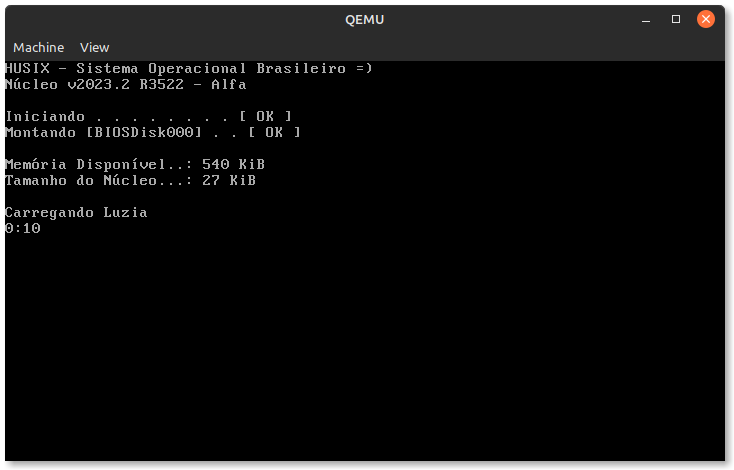 QEMU
Machine View
HUSIX - Sistema Operacional Brasileiro =)
Núcleo v2023.2 R3522 - Alfa
Iniciando . . . . . . . . [ OK ]
Montando [BIOSDisk000] . . [ OK ]
Memória Disponível..: 540 KiB
Tamanho do Núcleo...: 27 KiB
Carregando Luzia
0:10